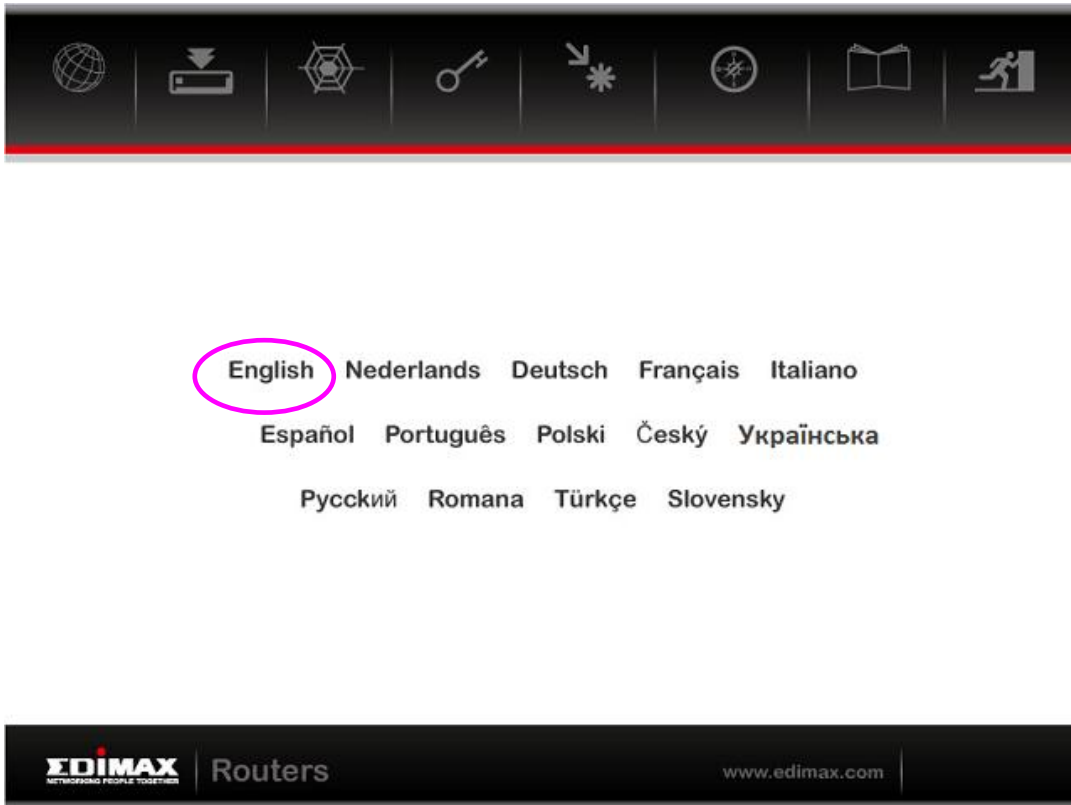 English Nederlands Deutsch Français Italiano
Español Português Polski Český Українська
Русский Romana Türkçe Slovensky
EDIMAX Routers www.edimax.com
NETWORKING PEOPLE TOGETHER